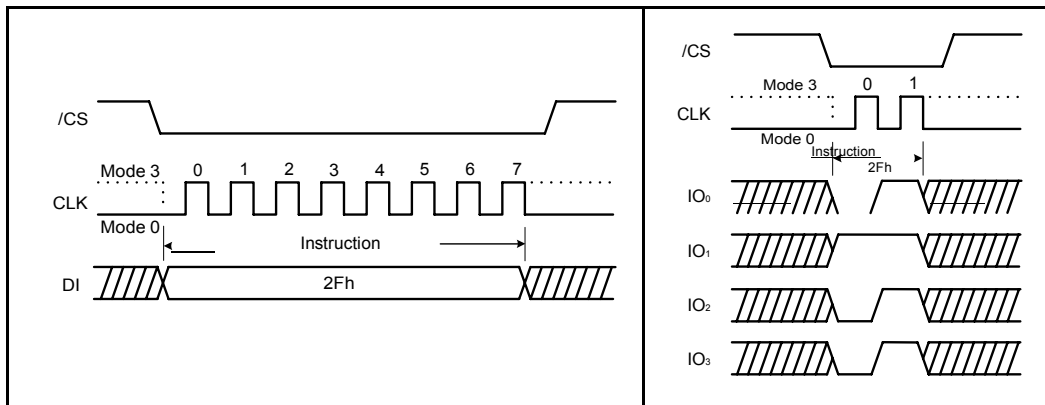 /CS
Mode 3 0 1 2 3 4 5 6 7
CLK
Mode 0
Instruction
DI 2Fh
/CS
Mode 3 0 1
CLK
Mode 0
Instruction
2Fh
IO₀
IO₁
IO₂
IO₃